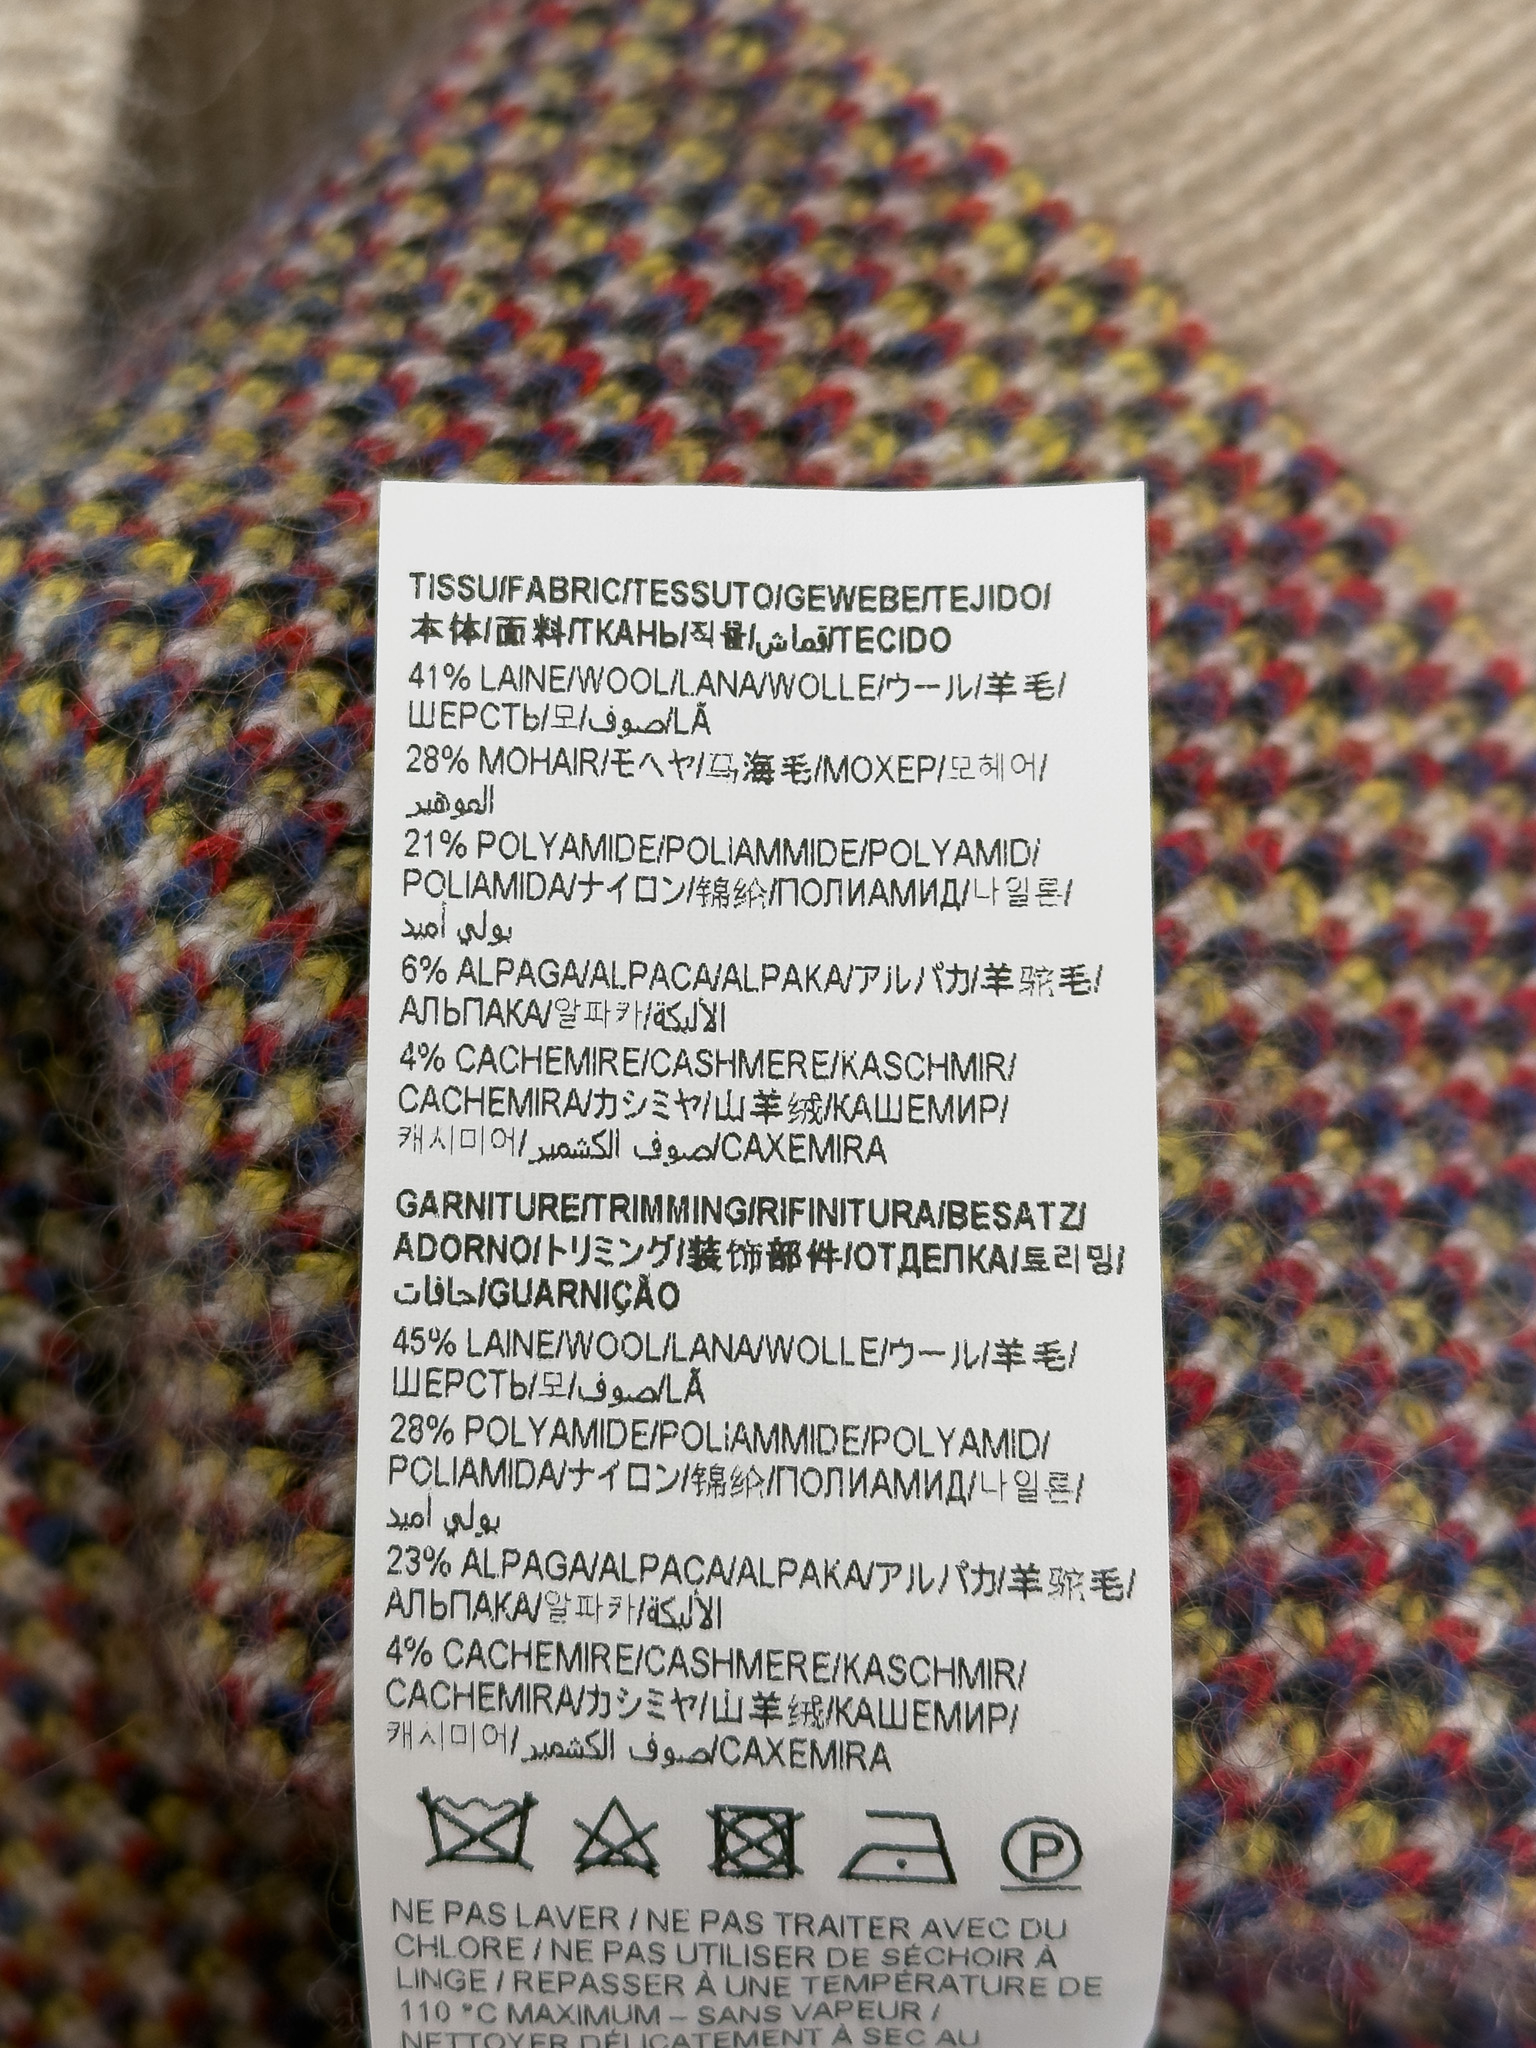 TISSU/FABRIC/TESSUTO/GEWEBE/TEJIDO/
本体/面料/ТКАНЬ/직물/قماش/TECIDO
41% LAINE/WOOL/LANA/WOLLE/ウール/羊毛/
ШЕРСТЬ/모/صوف/LÃ
28% MOHAIR/モヘヤ/马海毛/МОХЕР/모헤어/
الموهير
21% POLYAMIDE/POLIAMMIDE/POLYAMID/
POLIAMIDA/ナイロン/锦纶/ПОЛИАМИД/나일론/
بولي أميد
6% ALPAGA/ALPACA/ALPAKA/アルパカ/羊驼毛/
АЛЬПАКА/알파카/الألبكة
4% CACHEMIRE/CASHMERE/KASCHMIR/
CACHEMIRA/カシミヤ/山羊绒/КАШЕМИР/
캐시미어/صوف الكشمير/CAXEMIRA
GARNITURE/TRIMMING/RIFINITURA/BESATZ/
ADORNO/トリミング/装饰部件/ОТДЕЛКА/트리밍/
حافات/GUARNIÇÃO
45% LAINE/WOOL/LANA/WOLLE/ウール/羊毛/
ШЕРСТЬ/모/صوف/LÃ
28% POLYAMIDE/POLIAMMIDE/POLYAMID/
POLIAMIDA/ナイロン/锦纶/ПОЛИАМИД/나일론/
بولي أميد
23% ALPAGA/ALPACA/ALPAKA/アルパカ/羊驼毛/
АЛЬПАКА/알파카/الألبكة
4% CACHEMIRE/CASHMERE/KASCHMIR/
CACHEMIRA/カシミヤ/山羊绒/КАШЕМИР/
캐시미어/صوف الكشمير/CAXEMIRA
P
NE PAS LAVER / NE PAS TRAITER AVEC DU
CHLORE / NE PAS UTILISER DE SÉCHOIR À
LINGE / REPASSER À UNE TEMPÉRATURE DE
110 °C MAXIMUM – SANS VAPEUR /
NETTOYER DÉLICATEMENT À SEC AU